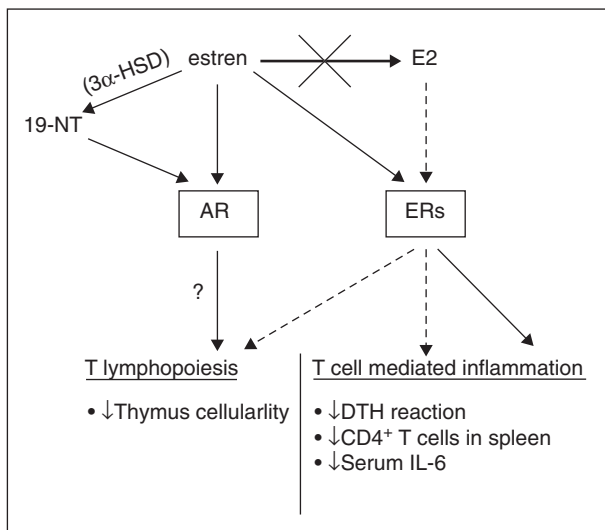 (3α-HSD)
estren
E2
19-NT
AR
ERs
?
T lymphopoiesis
• ↓Thymus cellularlity
T cell mediated inflammation
• ↓DTH reaction
• ↓CD4⁺ T cells in spleen
• ↓Serum IL-6